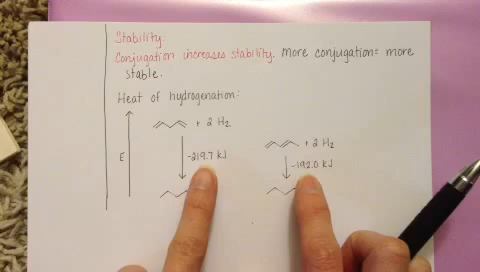 Stability:
Conjugation increases stability. More conjugation = more
stable.
Heat of hydrogenation:
+ 2 H₂
+ 2 H₂
E
-219.7 kJ
-192.0 kJ